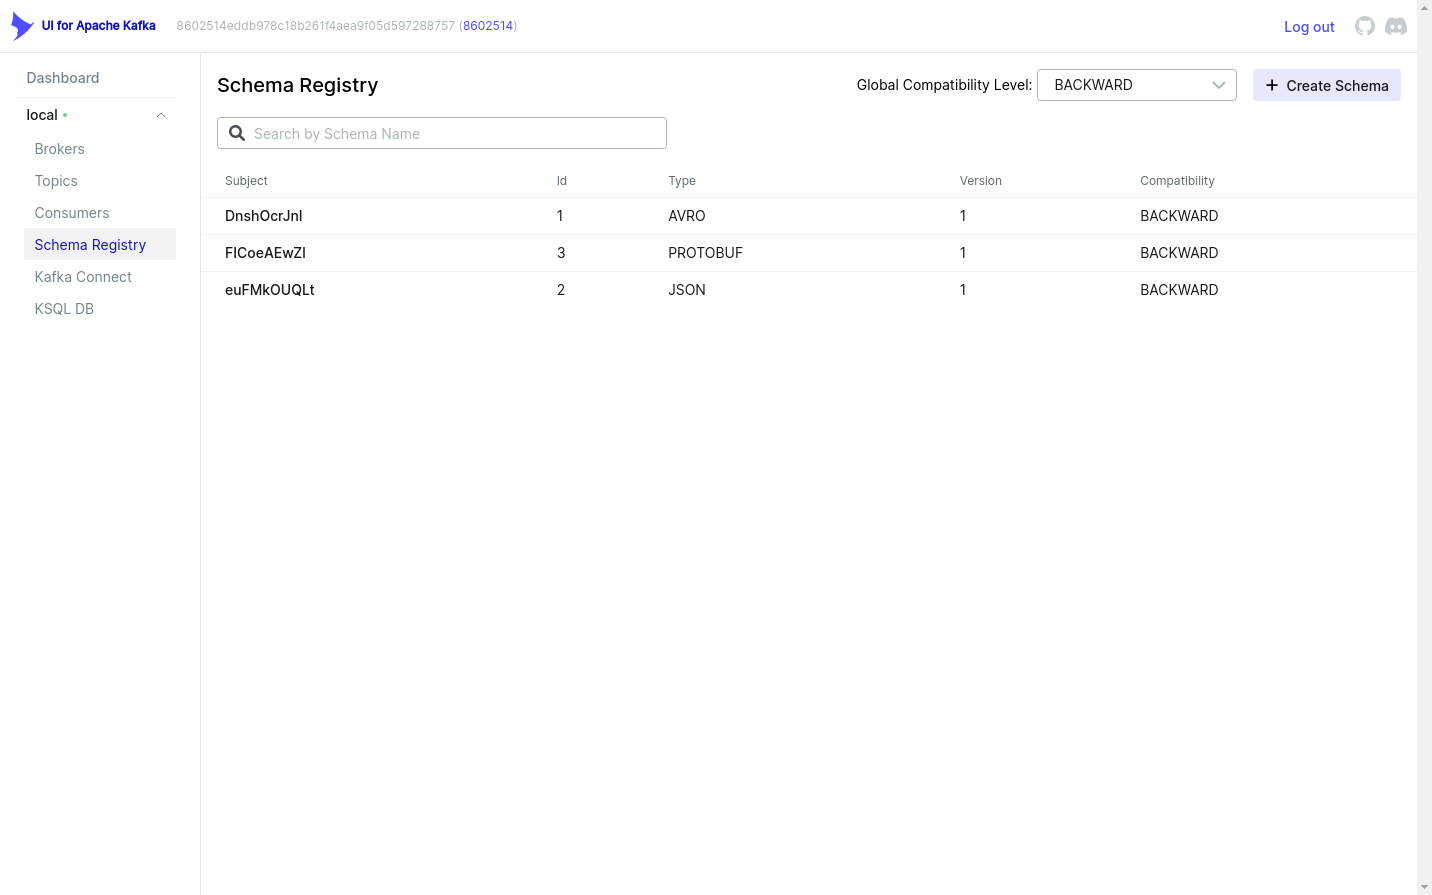 UI for Apache Kafka
8602514eddb978c18b261f4aea9f05d597288757 (8602514)
Log out
Dashboard
local
Brokers
Topics
Consumers
Schema Registry
Kafka Connect
KSQL DB
Schema Registry
Global Compatibility Level: BACKWARD
Create Schema
Search by Schema Name
Subject Id Type Version Compatibility
DnshOcrJnI 1 AVRO 1 BACKWARD
FICoeAEwZI 3 PROTOBUF 1 BACKWARD
euFMkOUQLt 2 JSON 1 BACKWARD